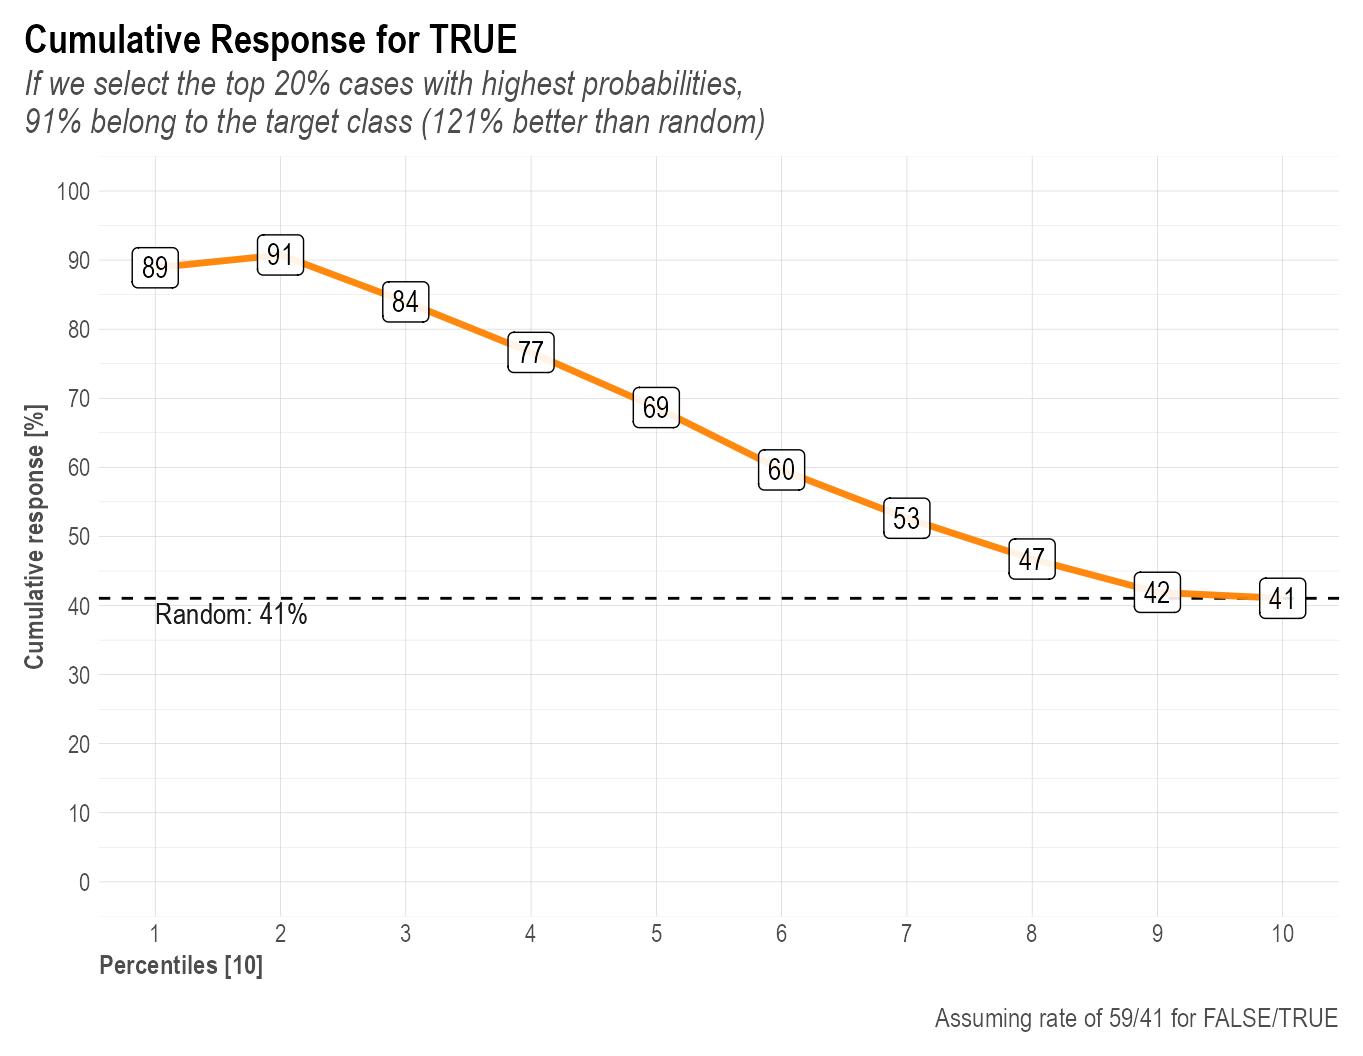 Cumulative Response for TRUE
If we select the top 20% cases with highest probabilities,
91% belong to the target class (121% better than random)
Cumulative response [%]
100
90
80
70
60
50
40
30
20
10
0
89
91
84
77
69
60
53
47
42
41
Random: 41%
1 2 3 4 5 6 7 8 9 10
Percentiles [10]
Assuming rate of 59/41 for FALSE/TRUE